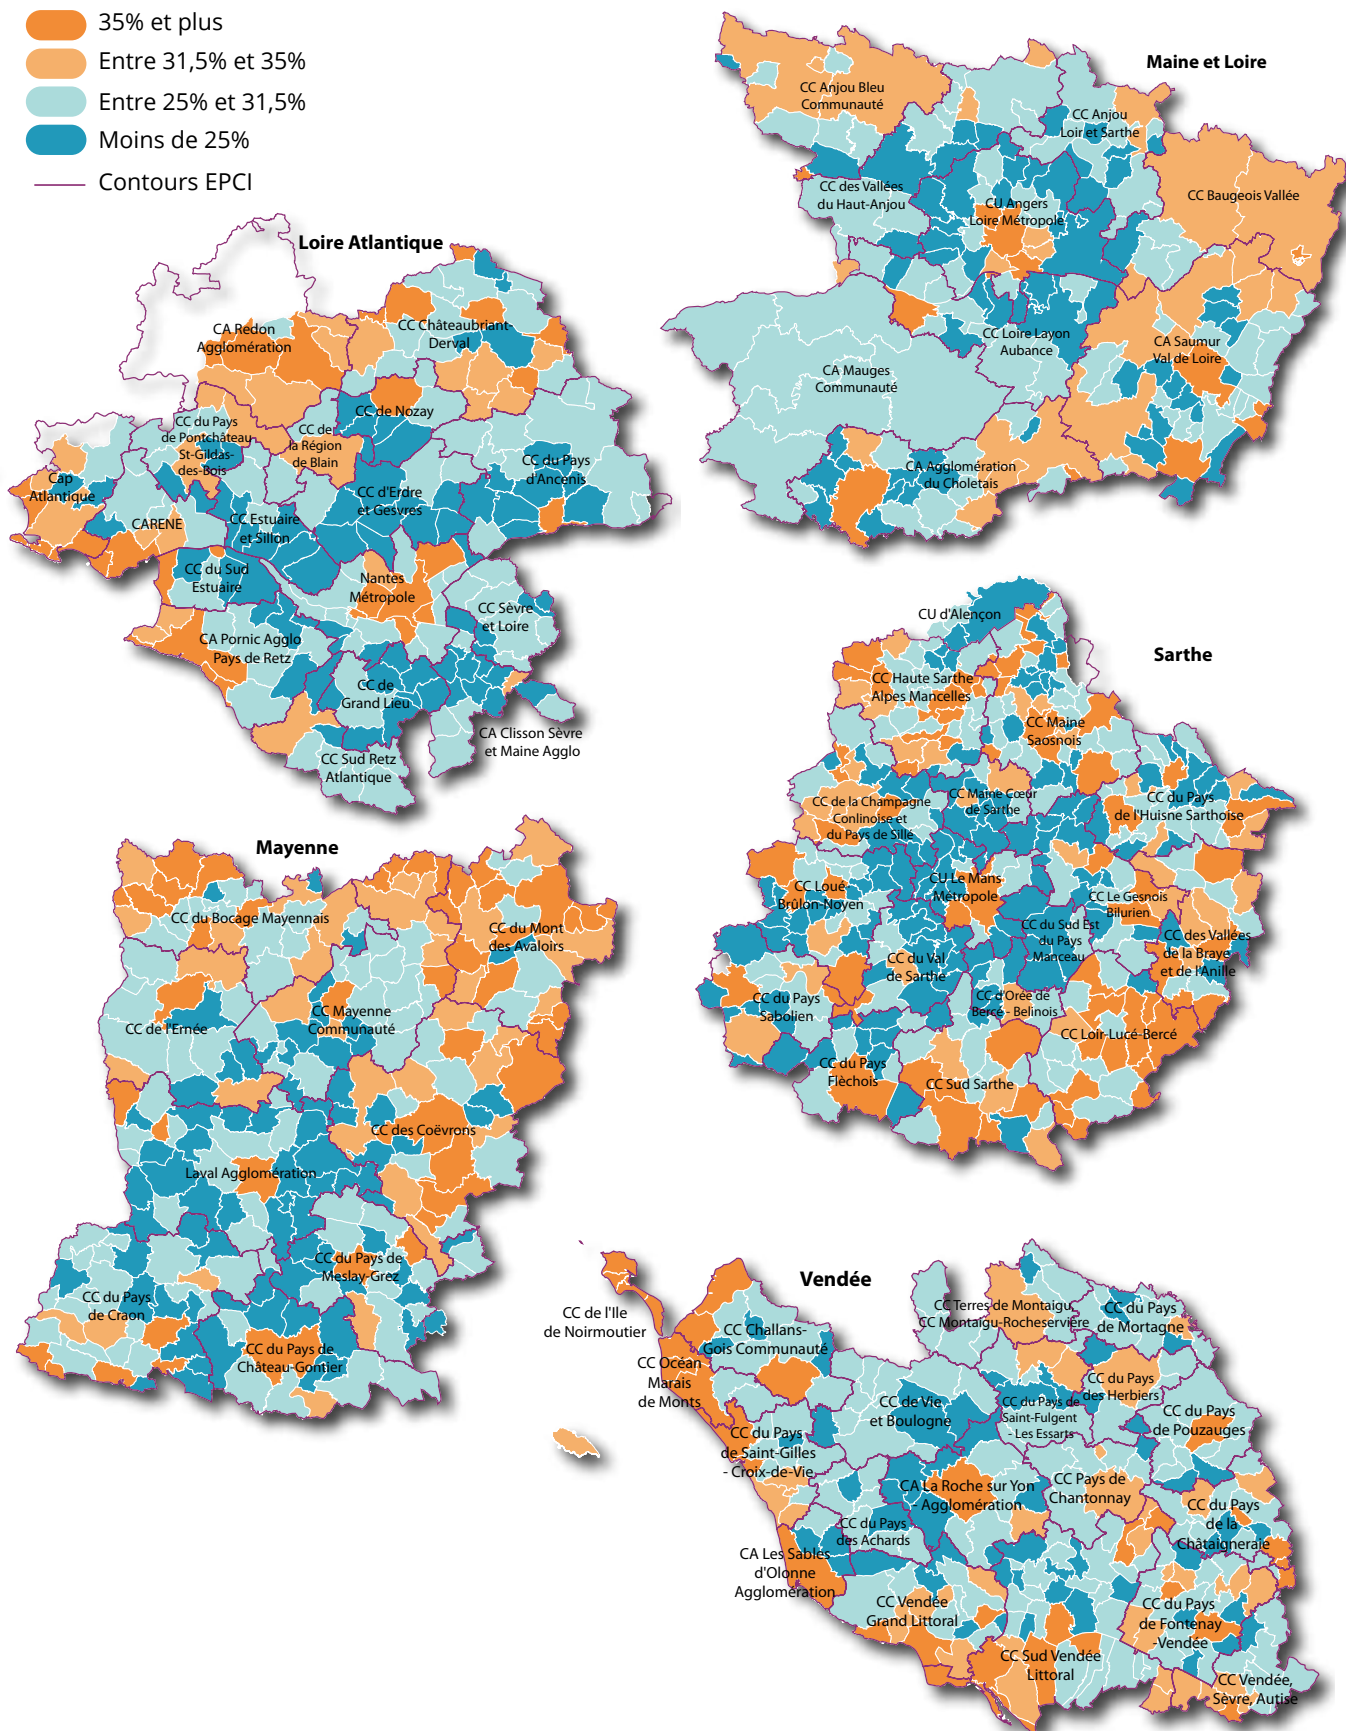 35% et plus
Entre 31,5% et 35%
Entre 25% et 31,5%
Moins de 25%
Contours EPCI
Maine et Loire
CC Anjou Bleu
Communauté
CC Anjou
Loir et Sarthe
CC des Vallées
du Haut-Anjou
CU Angers
Loire Métropole
CC Baugeois Vallée
CC Loire Layon
Aubance
CA Saumur
Val de Loire
CA Mauges
Communauté
CA Agglomération
du Choletais
Loire Atlantique
CA Redon
Agglomération
CC Châteaubriant-
Derval
CC de Nozay
CC du Pays
de Pontchâteau
St-Gildas-
des-Bois
CC de
la Région
de Blain
CC du Pays
d'Ancenis
Cap
Atlantique
CARENE
CC Estuaire
et Sillon
CC d'Erdre
et Gesvres
CC du Sud
Estuaire
Nantes
Métropole
CC Sèvre
et Loire
CA Pornic Agglo
Pays de Retz
CC de
Grand Lieu
CA Clisson Sèvre
et Maine Agglo
CC Sud Retz
Atlantique
Sarthe
CU d'Alençon
CC Haute Sarthe
Alpes Mancelles
CC Maine
Saosnois
CC de la Champagne
Conlinoise et
du Pays de Sillé
CC Maine Cœur
de Sarthe
CC du Pays
de l'Huisne Sarthoise
CC Loué-
Brûlon-Noyen
CU Le Mans
Métropole
CC Le Gesnois
Bilurien
CC du Sud Est
du Pays
Manceau
CC des Vallées
de la Braye
et de l'Anille
CC du Val
de Sarthe
CC du Pays
Sabolien
CC d'Orée de
Bercé - Belinois
CC Loir-Lucé-Bercé
CC du Pays
Flèchois
CC Sud Sarthe
Mayenne
CC du Bocage Mayennais
CC du Mont
des Avaloirs
CC de l'Ernée
CC Mayenne
Communauté
CC des Coëvrons
Laval Agglomération
CC du Pays de
Meslay-Grez
CC du Pays
de Craon
CC du Pays de
Château-Gontier
Vendée
CC de l'Ile
de Noirmoutier
CC Challans-
Gois Communauté
CC Océan
Marais
de Monts
CC Terres de Montaigu,
CC Montaigu-Rocheservière
CC du Pays
de Mortagne
CC du Pays
des Herbiers
CC de Vie
et Boulogne
CC du Pays de
Saint-Fulgent
- Les Essarts
CC du Pays
de Pouzauges
CC du Pays
de Saint-Gilles
- Croix-de-Vie
CA La Roche sur Yon
- Agglomération
CC Pays de
Chantonnay
CC du Pays
de la
Châtaigneraie
CC du Pays
des Achards
CA Les Sables
d'Olonne
Agglomération
CC Vendée
Grand Littoral
CC du Pays
de Fontenay
-Vendée
CC Sud Vendée
Littoral
CC Vendée,
Sèvre, Autise